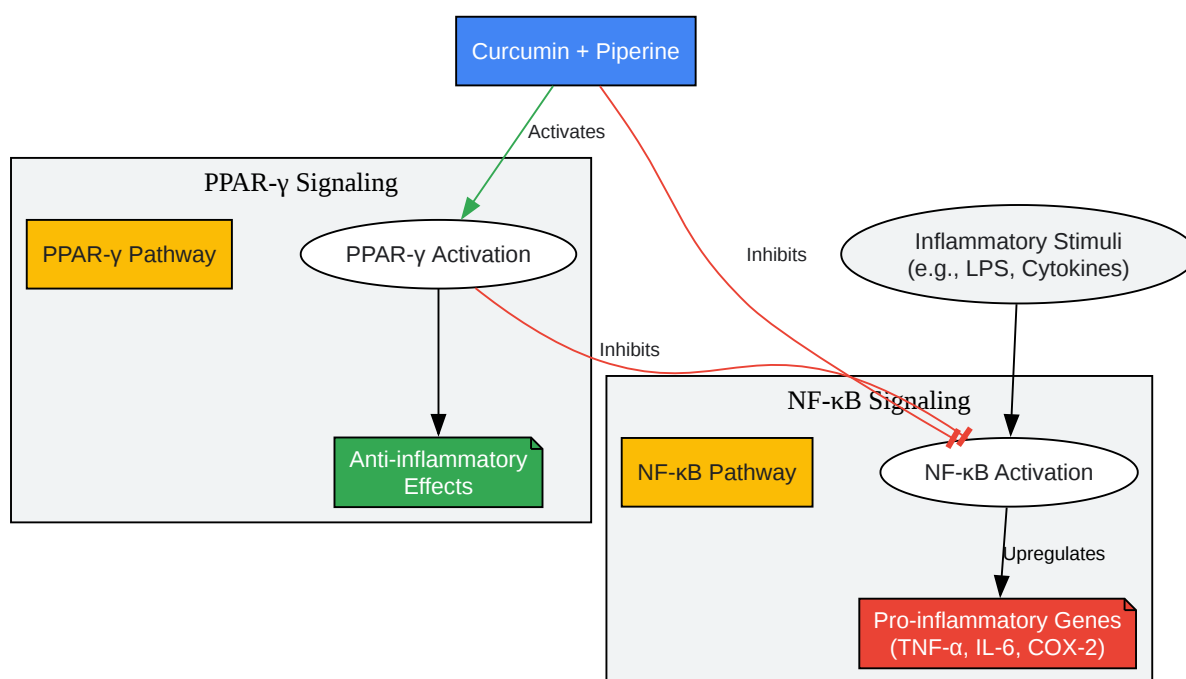 Curcumin + Piperine
Activates
PPAR-γ Signaling
PPAR-γ Pathway
PPAR-γ Activation
Inhibits
Inflammatory Stimuli
(e.g., LPS, Cytokines)
Inhibits
NF-κB Signaling
Anti-inflammatory
Effects
NF-κB Pathway
NF-κB Activation
Upregulates
Pro-inflammatory Genes
(TNF-α, IL-6, COX-2)